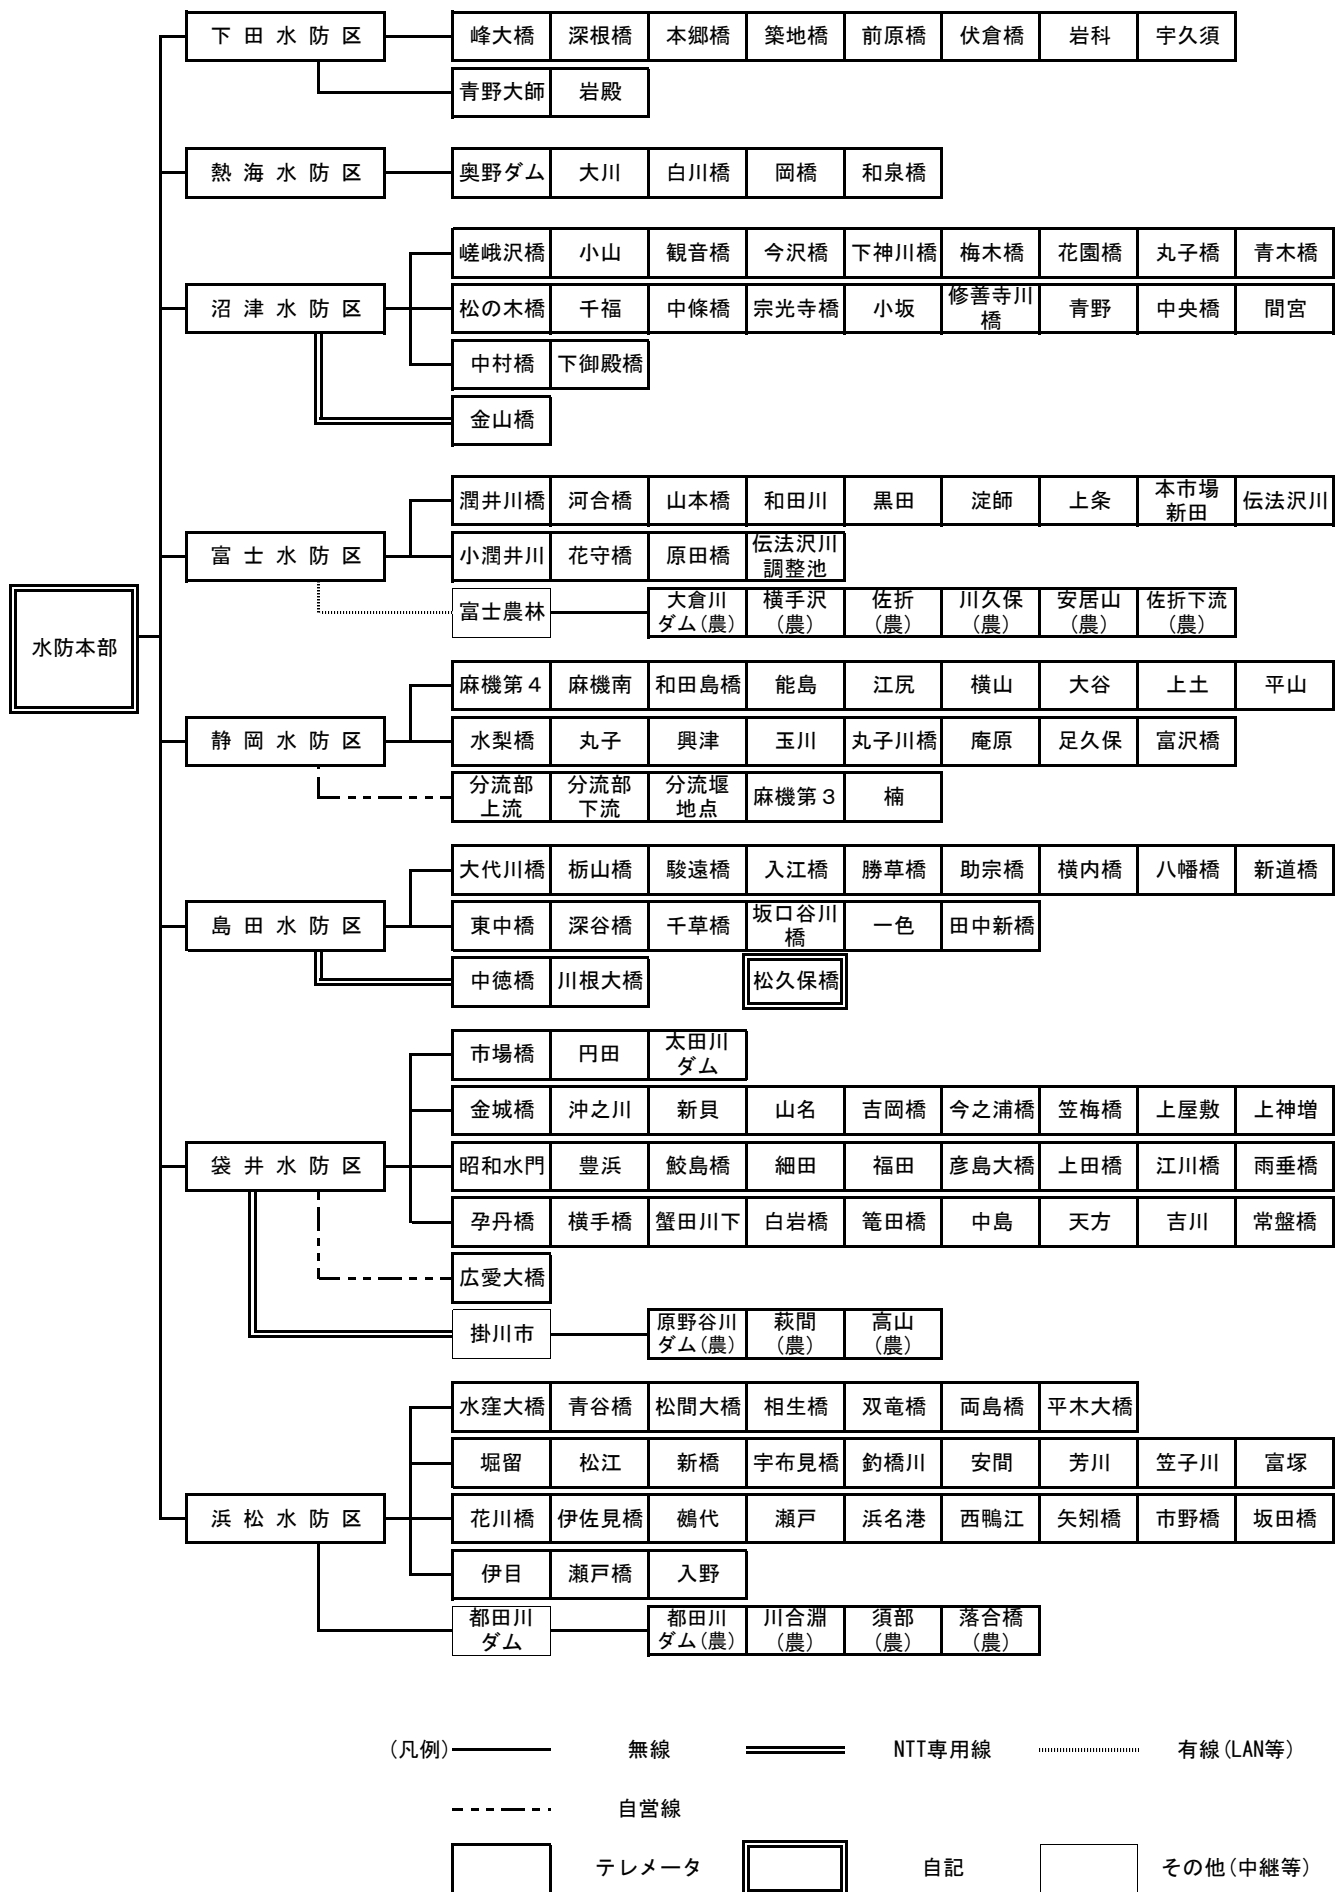 下田水防区
峰大橋 深根橋 本郷橋 築地橋 前原橋 伏倉橋 岩科 宇久須
青野大師 岩殿
熱海水防区
奥野ダム 大川 白川橋 岡橋 和泉橋
嵯峨沢橋 小山 観音橋 今沢橋 下神川橋 梅木橋 花園橋 丸子橋 青木橋
沼津水防区
松の木橋 千福 中條橋 宗光寺橋 小坂 修善寺川橋 青野 中央橋 間宮
中村橋 下御殿橋
金山橋
潤井川橋 河合橋 山本橋 和田川 黒田 淀師 上条 本市場新田 伝法沢川
富士水防区
小潤井川 花守橋 原田橋 伝法沢川調整池
富士農林 大倉川ダム(農) 横手沢(農) 佐折(農) 川久保(農) 安居山(農) 佐折下流(農)
水防本部
麻機第４ 麻機南 和田島橋 能島 江尻 横山 大谷 上土 平山
静岡水防区
水梨橋 丸子 興津 玉川 丸子川橋 庵原 足久保 富沢橋
分流部上流 分流部下流 分流堰地点 麻機第３ 楠
大代川橋 栃山橋 駿遠橋 入江橋 勝草橋 助宗橋 横内橋 八幡橋 新道橋
島田水防区
東中橋 深谷橋 千草橋 坂口谷川橋 一色 田中新橋
中徳橋 川根大橋 松久保橋
市場橋 円田 太田川ダム
金城橋 沖之川 新貝 山名 吉岡橋 今之浦橋 笠梅橋 上屋敷 上神増
袋井水防区
昭和水門 豊浜 鮫島橋 細田 福田 彦島大橋 上田橋 江川橋 雨垂橋
孕丹橋 横手橋 蟹田川下 白岩橋 篭田橋 中島 天方 吉川 常盤橋
広愛大橋
掛川市 原野谷川ダム(農) 萩間(農) 高山(農)
水窪大橋 青谷橋 松間大橋 相生橋 双竜橋 両島橋 平木大橋
堀留 松江 新橋 宇布見橋 釣橋川 安間 芳川 笠子川 富塚
浜松水防区
花川橋 伊佐見橋 鵺代 瀬戸 浜名港 西鴨江 矢矧橋 市野橋 坂田橋
伊目 瀬戸橋 入野
都田川ダム 都田川ダム(農) 川合淵(農) 須部(農) 落合橋(農)
(凡例) 無線 NTT専用線 有線(LAN等)
自営線
テレメータ 自記 その他(中継等)